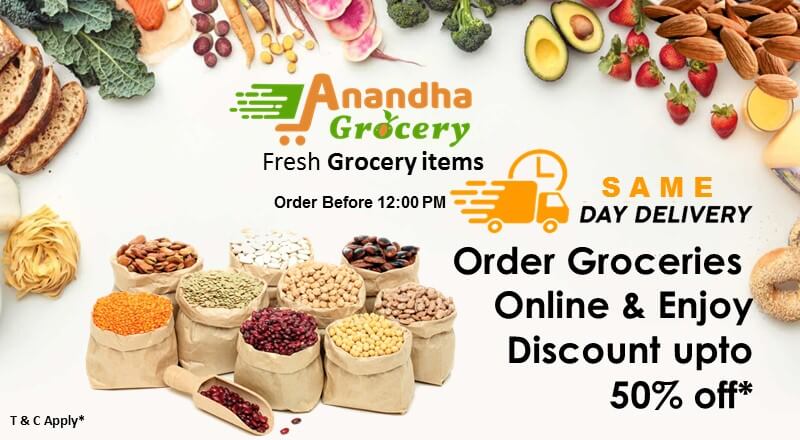 Anandha
Grocery
Fresh Grocery items
Order Before 12:00 PM
SAME
DAY DELIVERY
Order Groceries
Online & Enjoy
Discount upto
50% off*
T & C Apply*